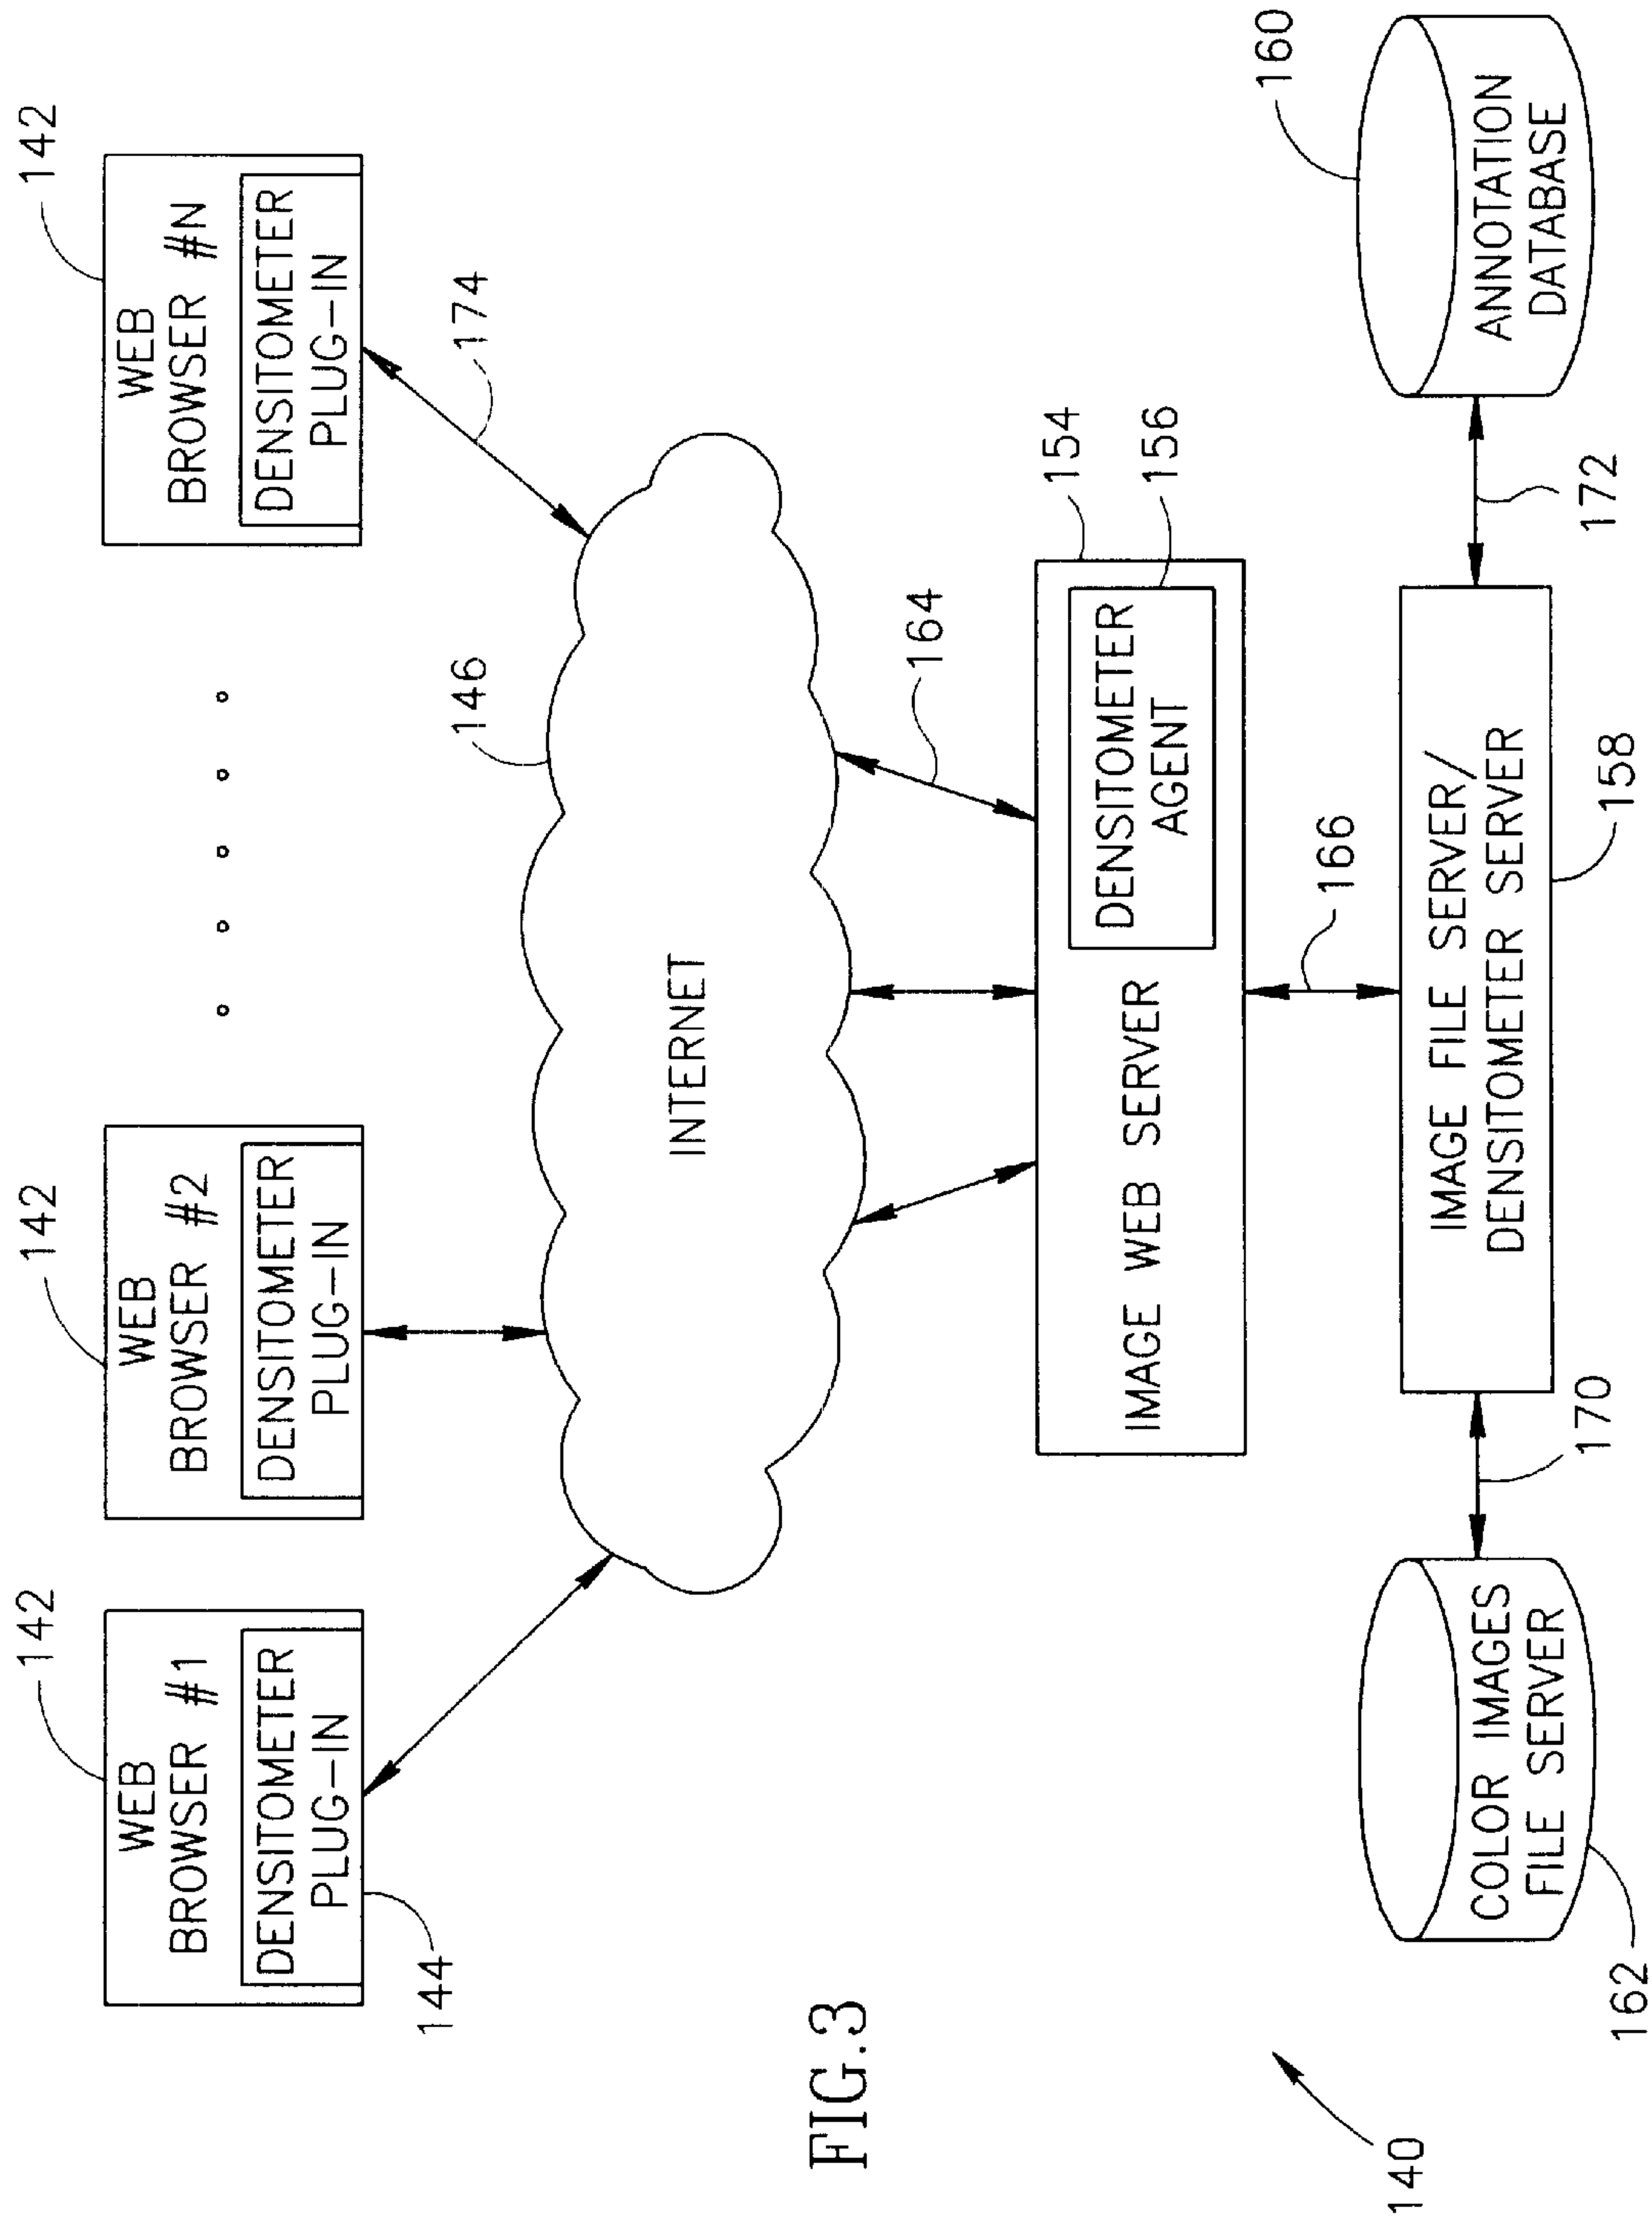 142
142
142
WEB
BROWSER #1
DENSITOMETER
PLUG-IN
144
WEB
BROWSER #2
DENSITOMETER
PLUG-IN
WEB
BROWSER #N
DENSITOMETER
PLUG-IN
174
146
INTERNET
164
154
IMAGE WEB SERVER
DENSITOMETER
AGENT
156
166
IMAGE FILE SERVER/
DENSITOMETER SERVER
158
160
ANNOTATION
DATABASE
172
170
COLOR IMAGES
FILE SERVER
162
FIG.3
140